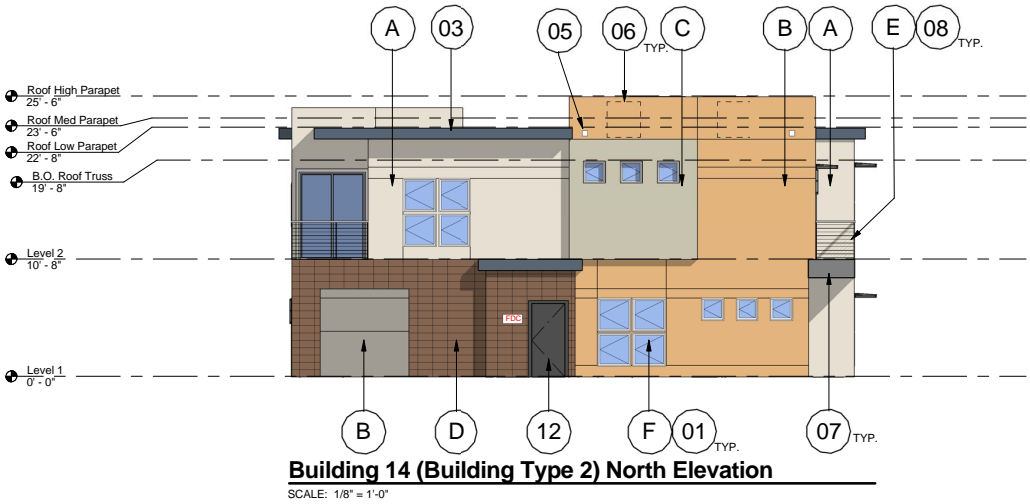 A 03 05 06 TYP. C B A E 08 TYP.
Roof High Parapet
25' - 6"
Roof Med Parapet
23' - 6"
Roof Low Parapet
22' - 8"
B.O. Roof Truss
19' - 8"
Level 2
10' - 8"
FDC
Level 1
0' - 0"
B D 12 F 01 TYP. 07 TYP.
Building 14 (Building Type 2) North Elevation
SCALE: 1/8" = 1'-0"